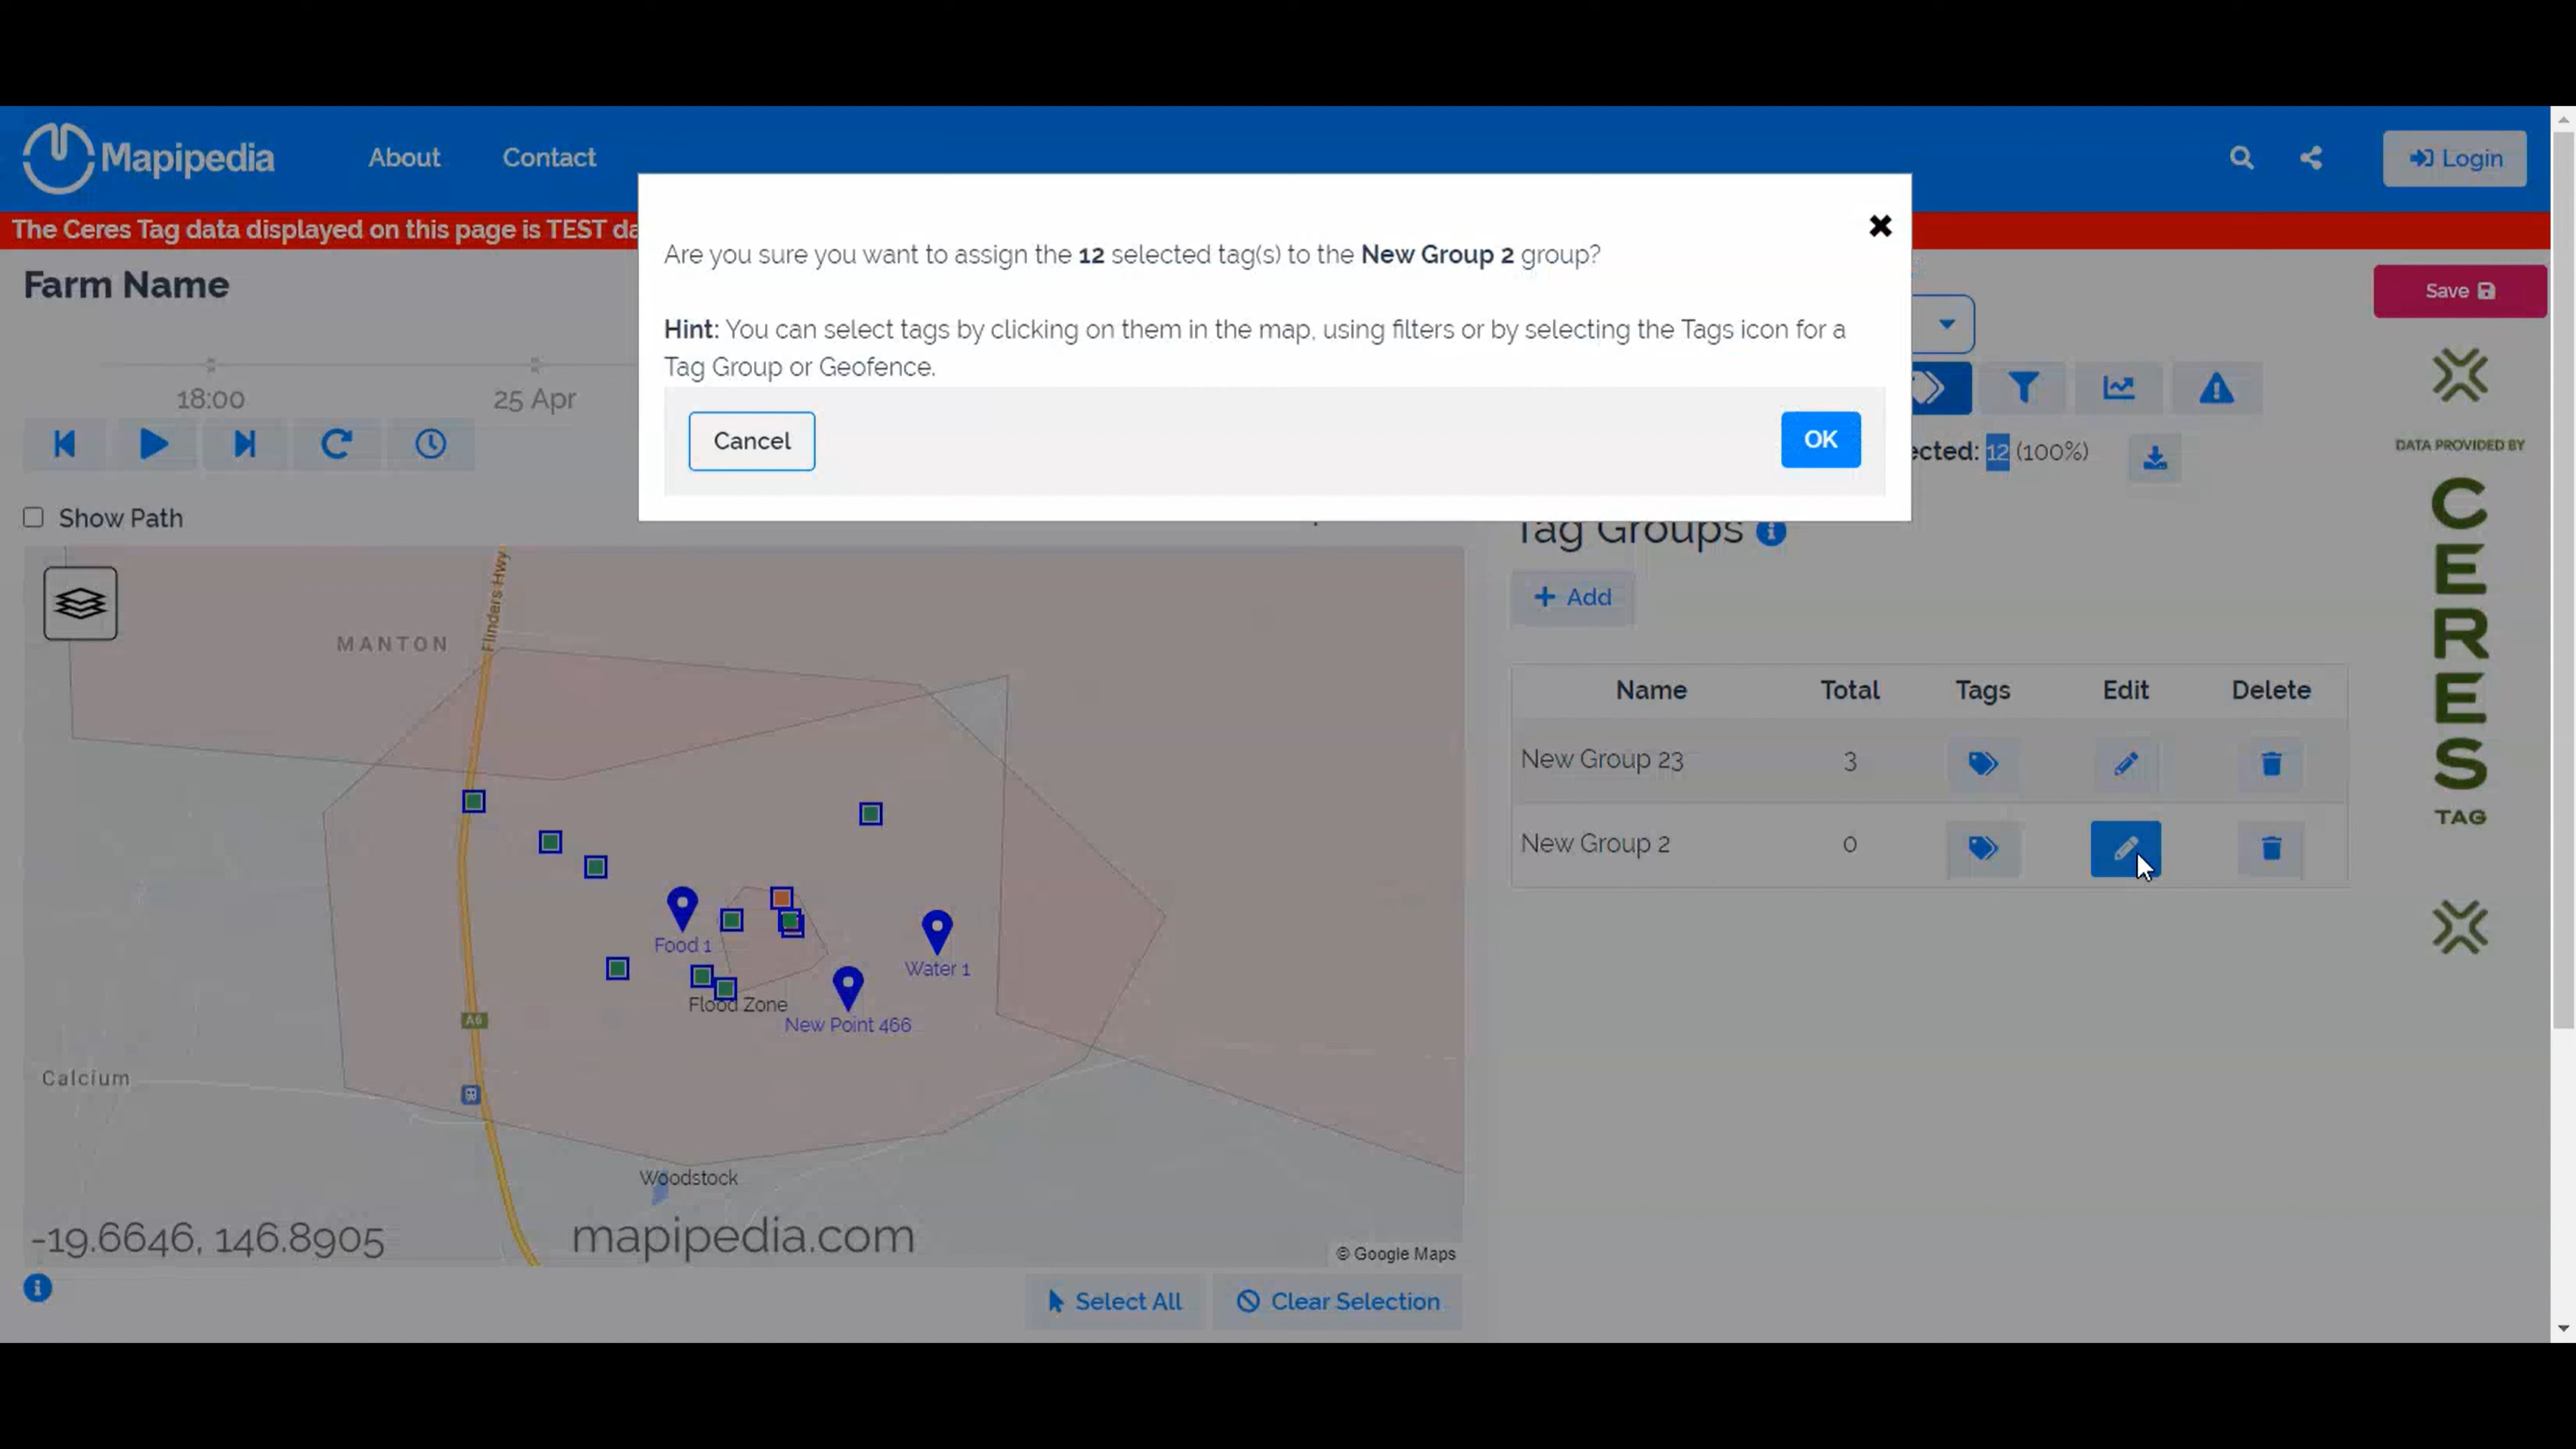 Mapipedia
About
Contact
Login
The Ceres Tag data displayed on this page is TEST
Are you sure you want to assign the 12 selected tag(s) to the New Group 2 group?
Hint: You can select tags by clicking on them in the map, using filters or by selecting the Tags icon for a
Tag Group or Geofence.
Cancel
OK
Farm Name
Save
18:00
25 Apr
12 (100%)
DATA PROVIDED BY
CERES
TAG
Show Path
Tag Groups
Add
Name Total Tags Edit Delete
New Group 23 3
New Group 2 0
Flinders Hwy
MANTON
Food 1
Water 1
Flood Zone
New Point 466
A6
Calcium
Woodstock
-19.6646, 146.8905
mapipedia.com
© Google Maps
Select All
Clear Selection